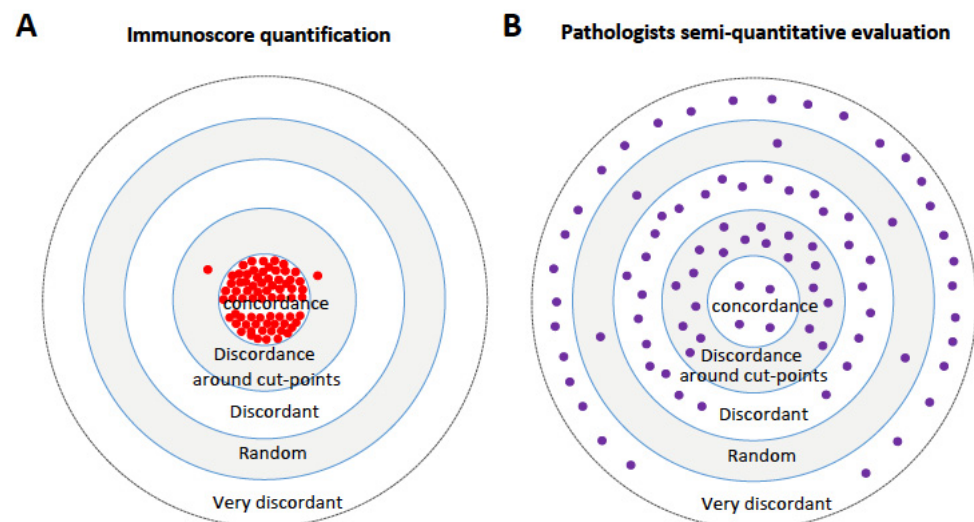 A
Immunoscore quantification
concordance
Discordance
around cut-points
Discordant
Random
Very discordant
B
Pathologists semi-quantitative evaluation
concordance
Discordance
around cut-points
Discordant
Random
Very discordant